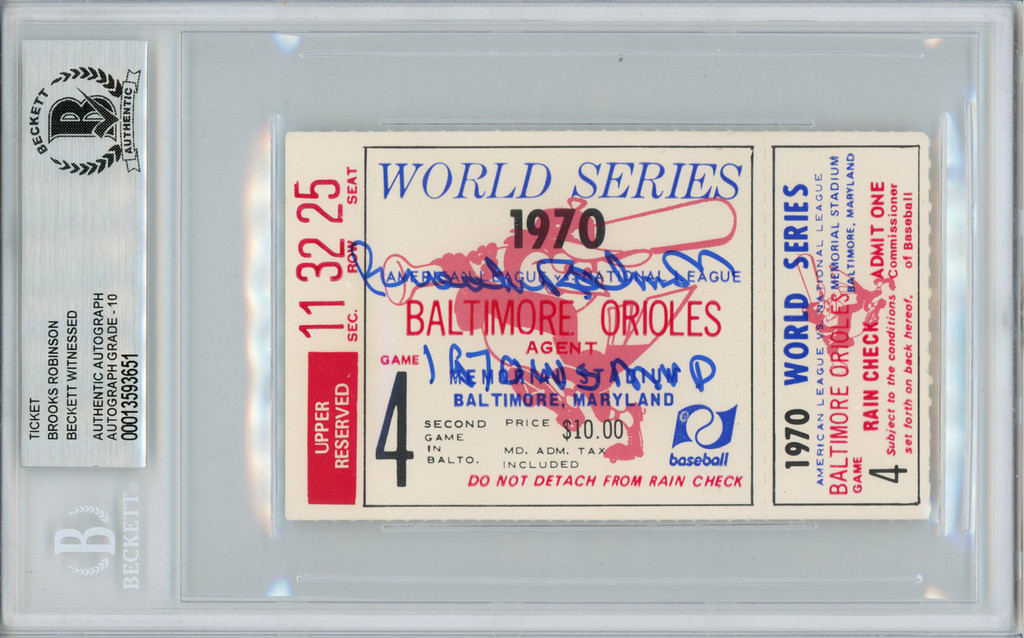 BECKETT
B
AUTHENTIC
TICKET
BROOKS ROBINSON
BECKETT WITNESSED
AUTHENTIC AUTOGRAPH
AUTOGRAPH GRADE - 10
00013593651
B
BECKETT
11 32 25
SEC. ROW SEAT
UPPER
RESERVED
WORLD SERIES
1970
AMERICAN LEAGUE vs. NATIONAL LEAGUE
Brooks Robinson
BALTIMORE ORIOLES
AGENT
MEMORIAL STADIUM
BALTIMORE, MARYLAND
GAME
4
SECOND
GAME
IN
BALTO.
PRICE $10.00
MD. ADM. TAX
INCLUDED
baseball
DO NOT DETACH FROM RAIN CHECK
1970 WORLD SERIES
AMERICAN LEAGUE VS. NATIONAL LEAGUE
BALTIMORE ORIOLES
MEMORIAL STADIUM
BALTIMORE, MARYLAND
GAME
4
RAIN CHECK ADMIT ONE
Subject to the conditions Commissioner
set forth on back hereof. of Baseball